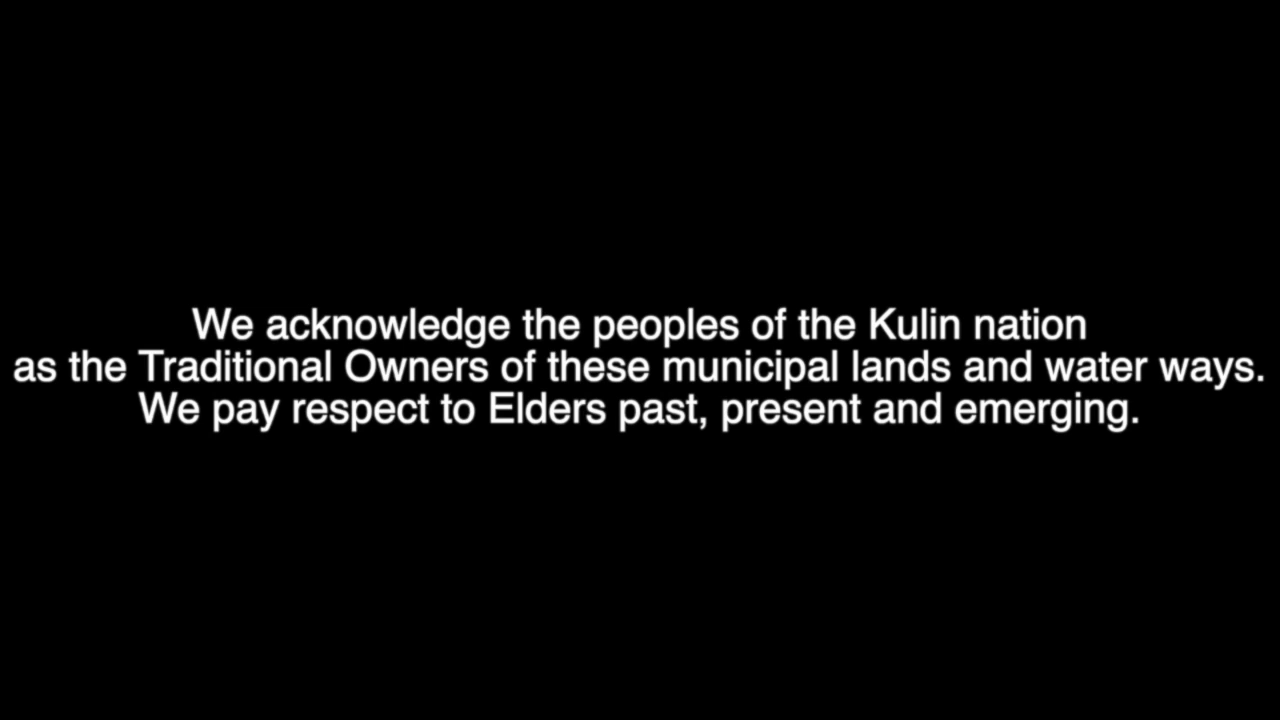 We acknowledge the peoples of the Kulin nation
as the Traditional Owners of these municipal lands and water ways.
We pay respect to Elders past, present and emerging.